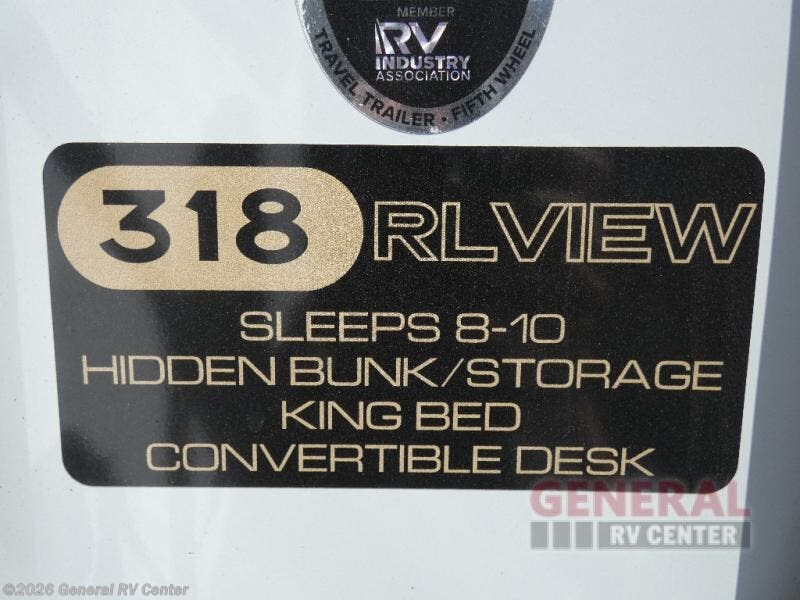 MEMBER
RV
INDUSTRY
ASSOCIATION
TRAVEL TRAILER • FIFTH WHEEL
318 RLVIEW
SLEEPS 8-10
HIDDEN BUNK/STORAGE
KING BED
CONVERTIBLE DESK
GENERAL
RV CENTER
©2026 General RV Center